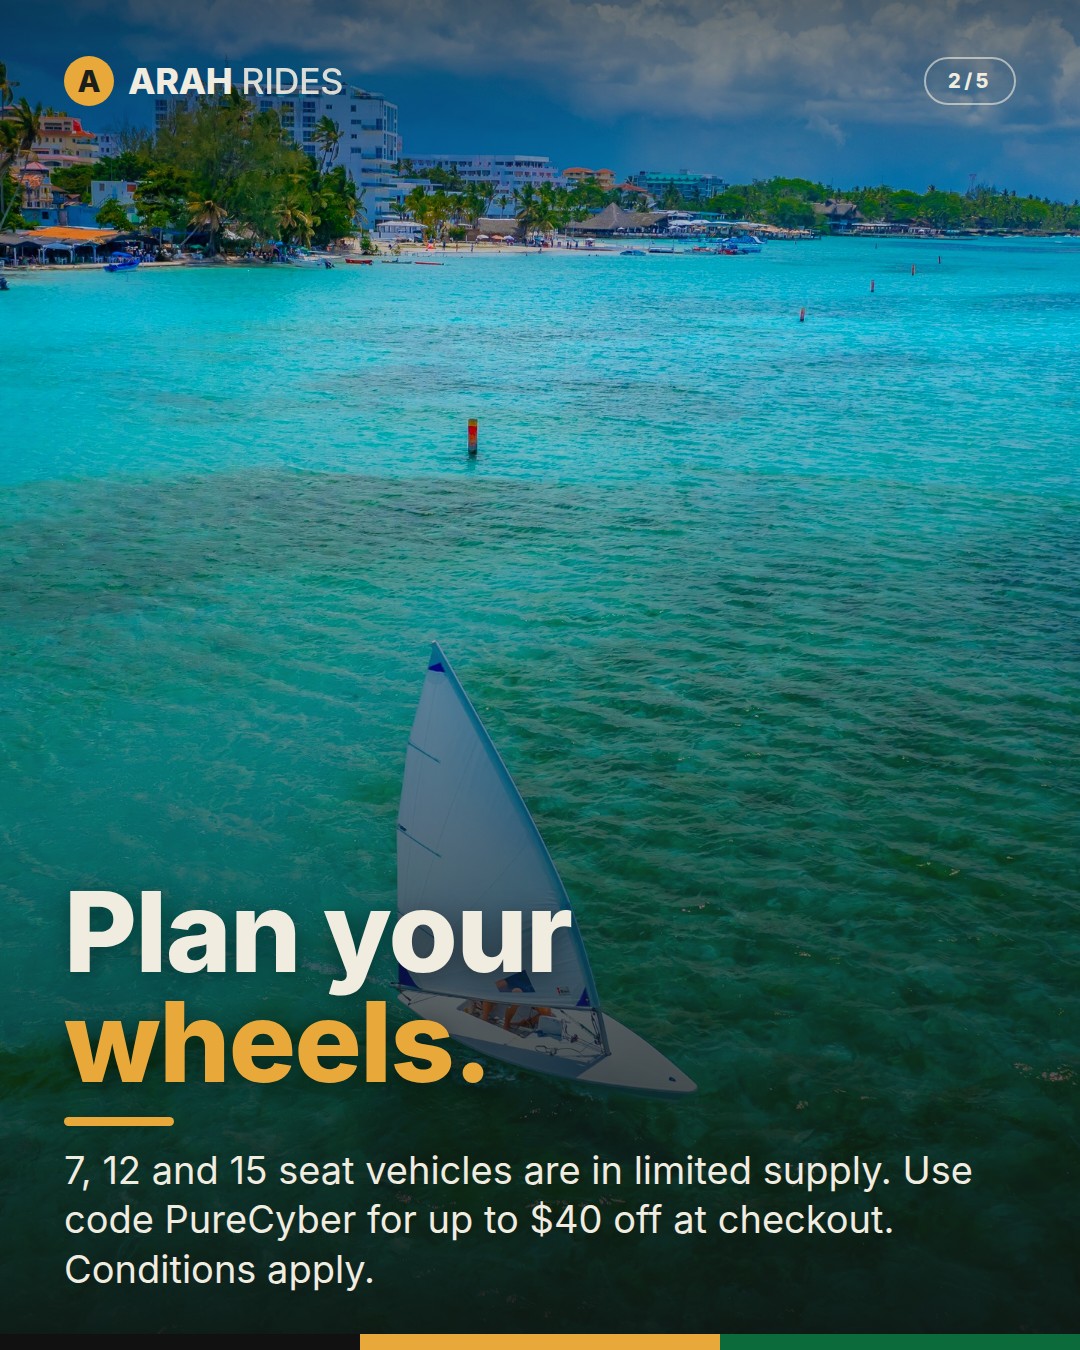 A ARAH RIDES
2/5
Plan your
wheels.
7, 12 and 15 seat vehicles are in limited supply. Use
code PureCyber for up to $40 off at checkout.
Conditions apply.